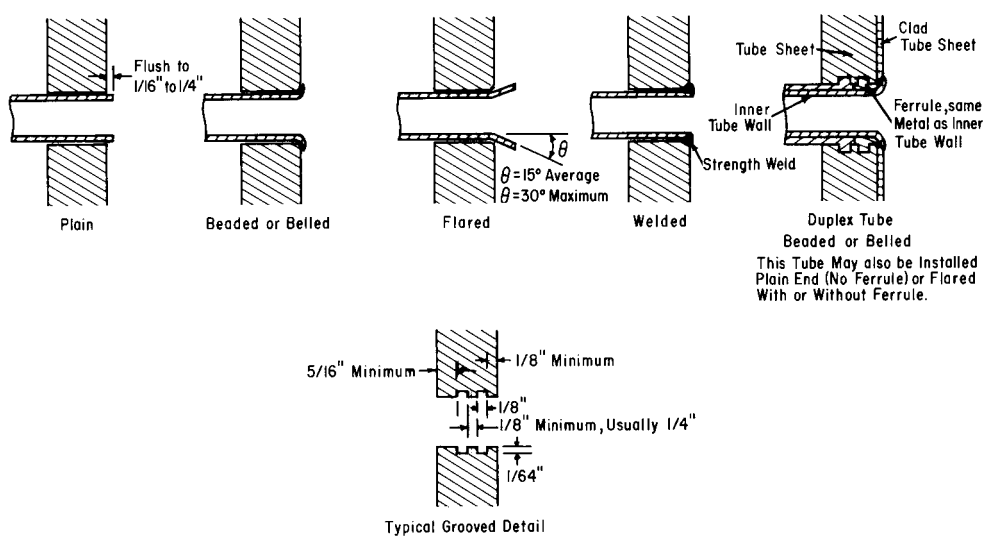 Flush to
1/16" to 1/4"
Plain
Beaded or Belled
θ
θ=15° Average
θ=30° Maximum
Flared
Strength Weld
Welded
Tube Sheet
Clad
Tube Sheet
Inner
Tube Wall
Ferrule, same
Metal as Inner
Tube Wall
Duplex Tube
Beaded or Belled
This Tube May also be Installed
Plain End (No Ferrule) or Flared
With or Without Ferrule.
5/16" Minimum
1/8" Minimum
1/8"
1/8" Minimum, Usually 1/4"
1/64"
Typical Grooved Detail